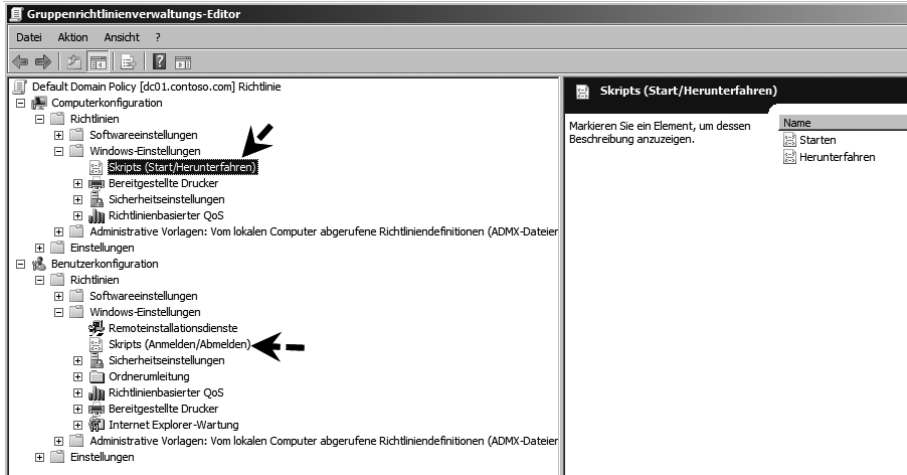 Gruppenrichtlinienverwaltungs-Editor
Datei Aktion Ansicht ?
Default Domain Policy [dc01.contoso.com] Richtlinie
Computerkonfiguration
Richtlinien
Softwareeinstellungen
Windows-Einstellungen
Skripts (Start/Herunterfahren)
Bereitgestellte Drucker
Sicherheitseinstellungen
Richtlinienbasierter QoS
Administrative Vorlagen: Vom lokalen Computer abgerufene Richtliniendefinitionen (ADMX-Dateier
Einstellungen
Benutzerkonfiguration
Richtlinien
Softwareeinstellungen
Windows-Einstellungen
Remoteinstallationsdienste
Skripts (Anmelden/Abmelden)
Sicherheitseinstellungen
Ordnerumleitung
Richtlinienbasierter QoS
Bereitgestellte Drucker
Internet Explorer-Wartung
Administrative Vorlagen: Vom lokalen Computer abgerufene Richtliniendefinitionen (ADMX-Dateier
Einstellungen
Skripts (Start/Herunterfahren)
Markieren Sie ein Element, um dessen
Beschreibung anzuzeigen.
Name
Starten
Herunterfahren